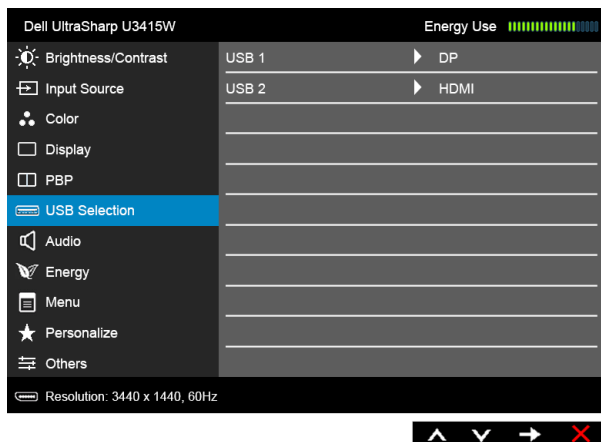 Dell UltraSharp U3415W Energy Use
Brightness/Contrast USB 1 DP
Input Source USB 2 HDMI
Color
Display
PBP
USB Selection
Audio
Energy
Menu
Personalize
Others
Resolution: 3440 x 1440, 60Hz